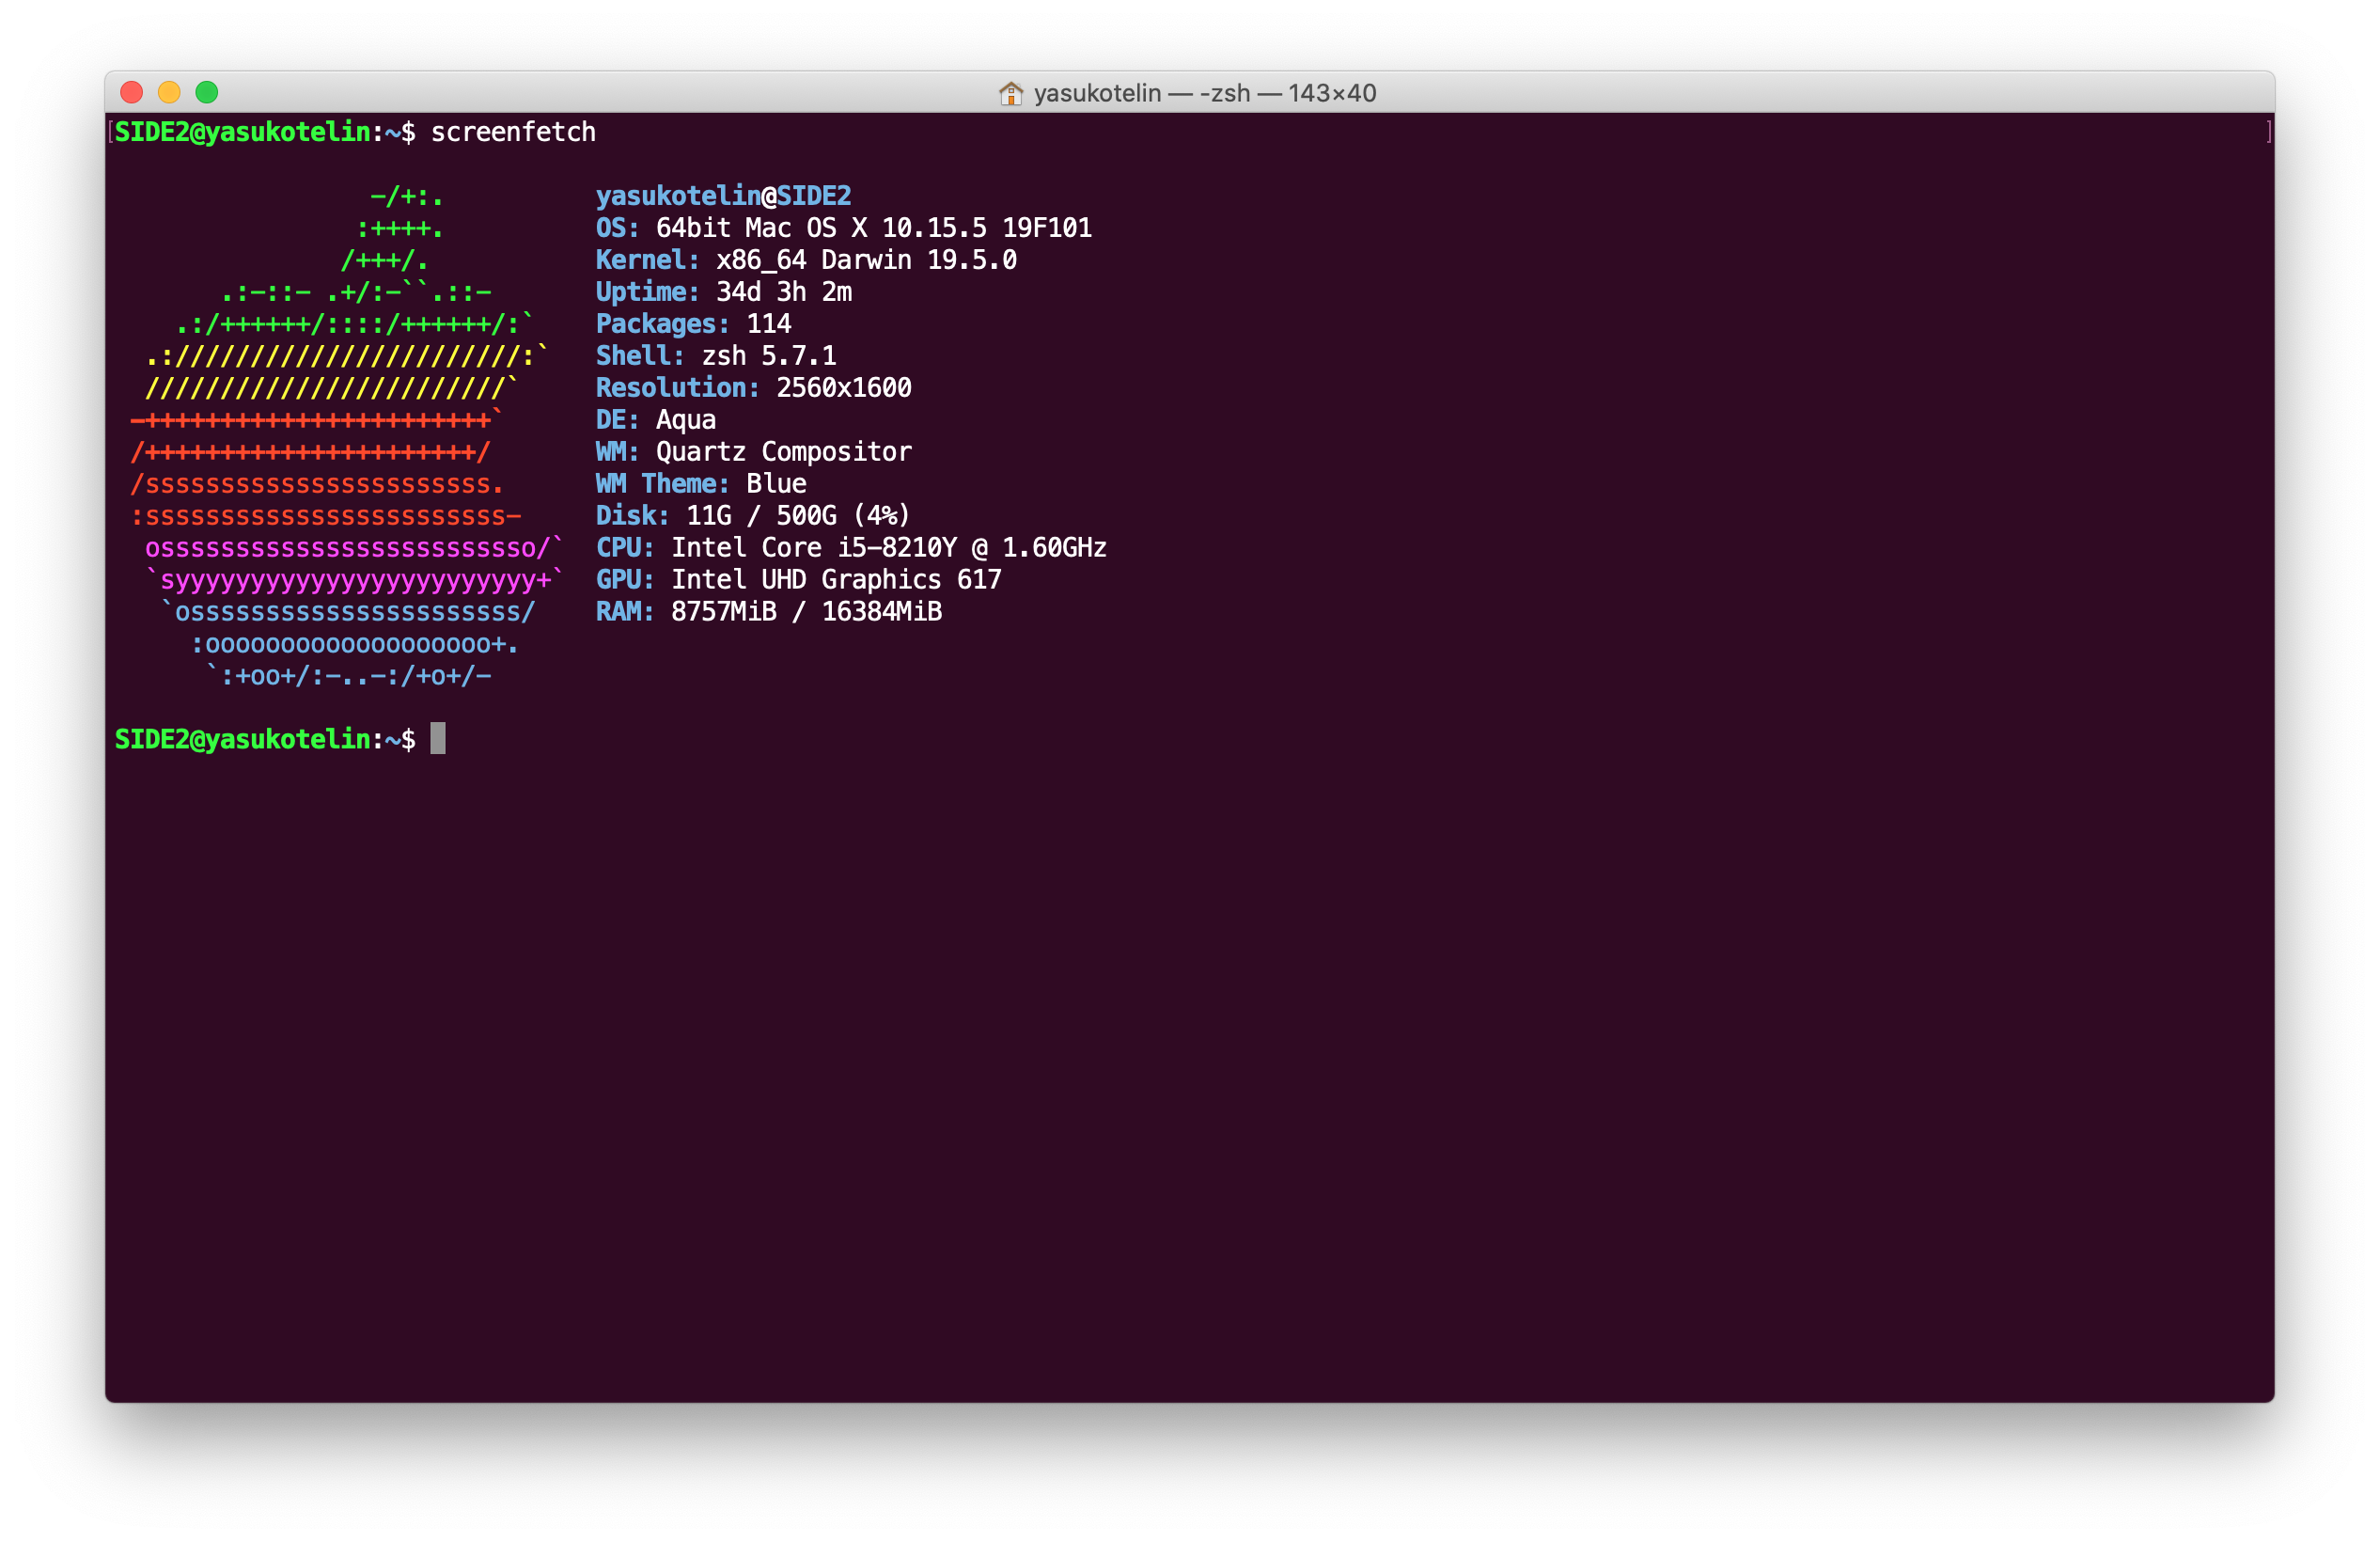 yasukotelin — -zsh — 143×40
[SIDE2@yasukotelin:~$ screenfetch ]
                 -/+:.          yasukotelin@SIDE2
                :++++.          OS: 64bit Mac OS X 10.15.5 19F101
               /+++/.           Kernel: x86_64 Darwin 19.5.0
       .:-::- .+/:-``.::-       Uptime: 34d 3h 2m
    .:/++++++/::::/++++++/:`    Packages: 114
  .:///////////////////////:`   Shell: zsh 5.7.1
  ////////////////////////`     Resolution: 2560x1600
 -+++++++++++++++++++++++`      DE: Aqua
 /++++++++++++++++++++++/       WM: Quartz Compositor
 /sssssssssssssssssssssss.      WM Theme: Blue
 :ssssssssssssssssssssssss-     Disk: 11G / 500G (4%)
  osssssssssssssssssssssssso/`  CPU: Intel Core i5-8210Y @ 1.60GHz
  `syyyyyyyyyyyyyyyyyyyyyyyy+`  GPU: Intel UHD Graphics 617
   `ossssssssssssssssssssss/    RAM: 8757MiB / 16384MiB
     :ooooooooooooooooooo+.
      `:+oo+/:-..-:/+o+/-
SIDE2@yasukotelin:~$